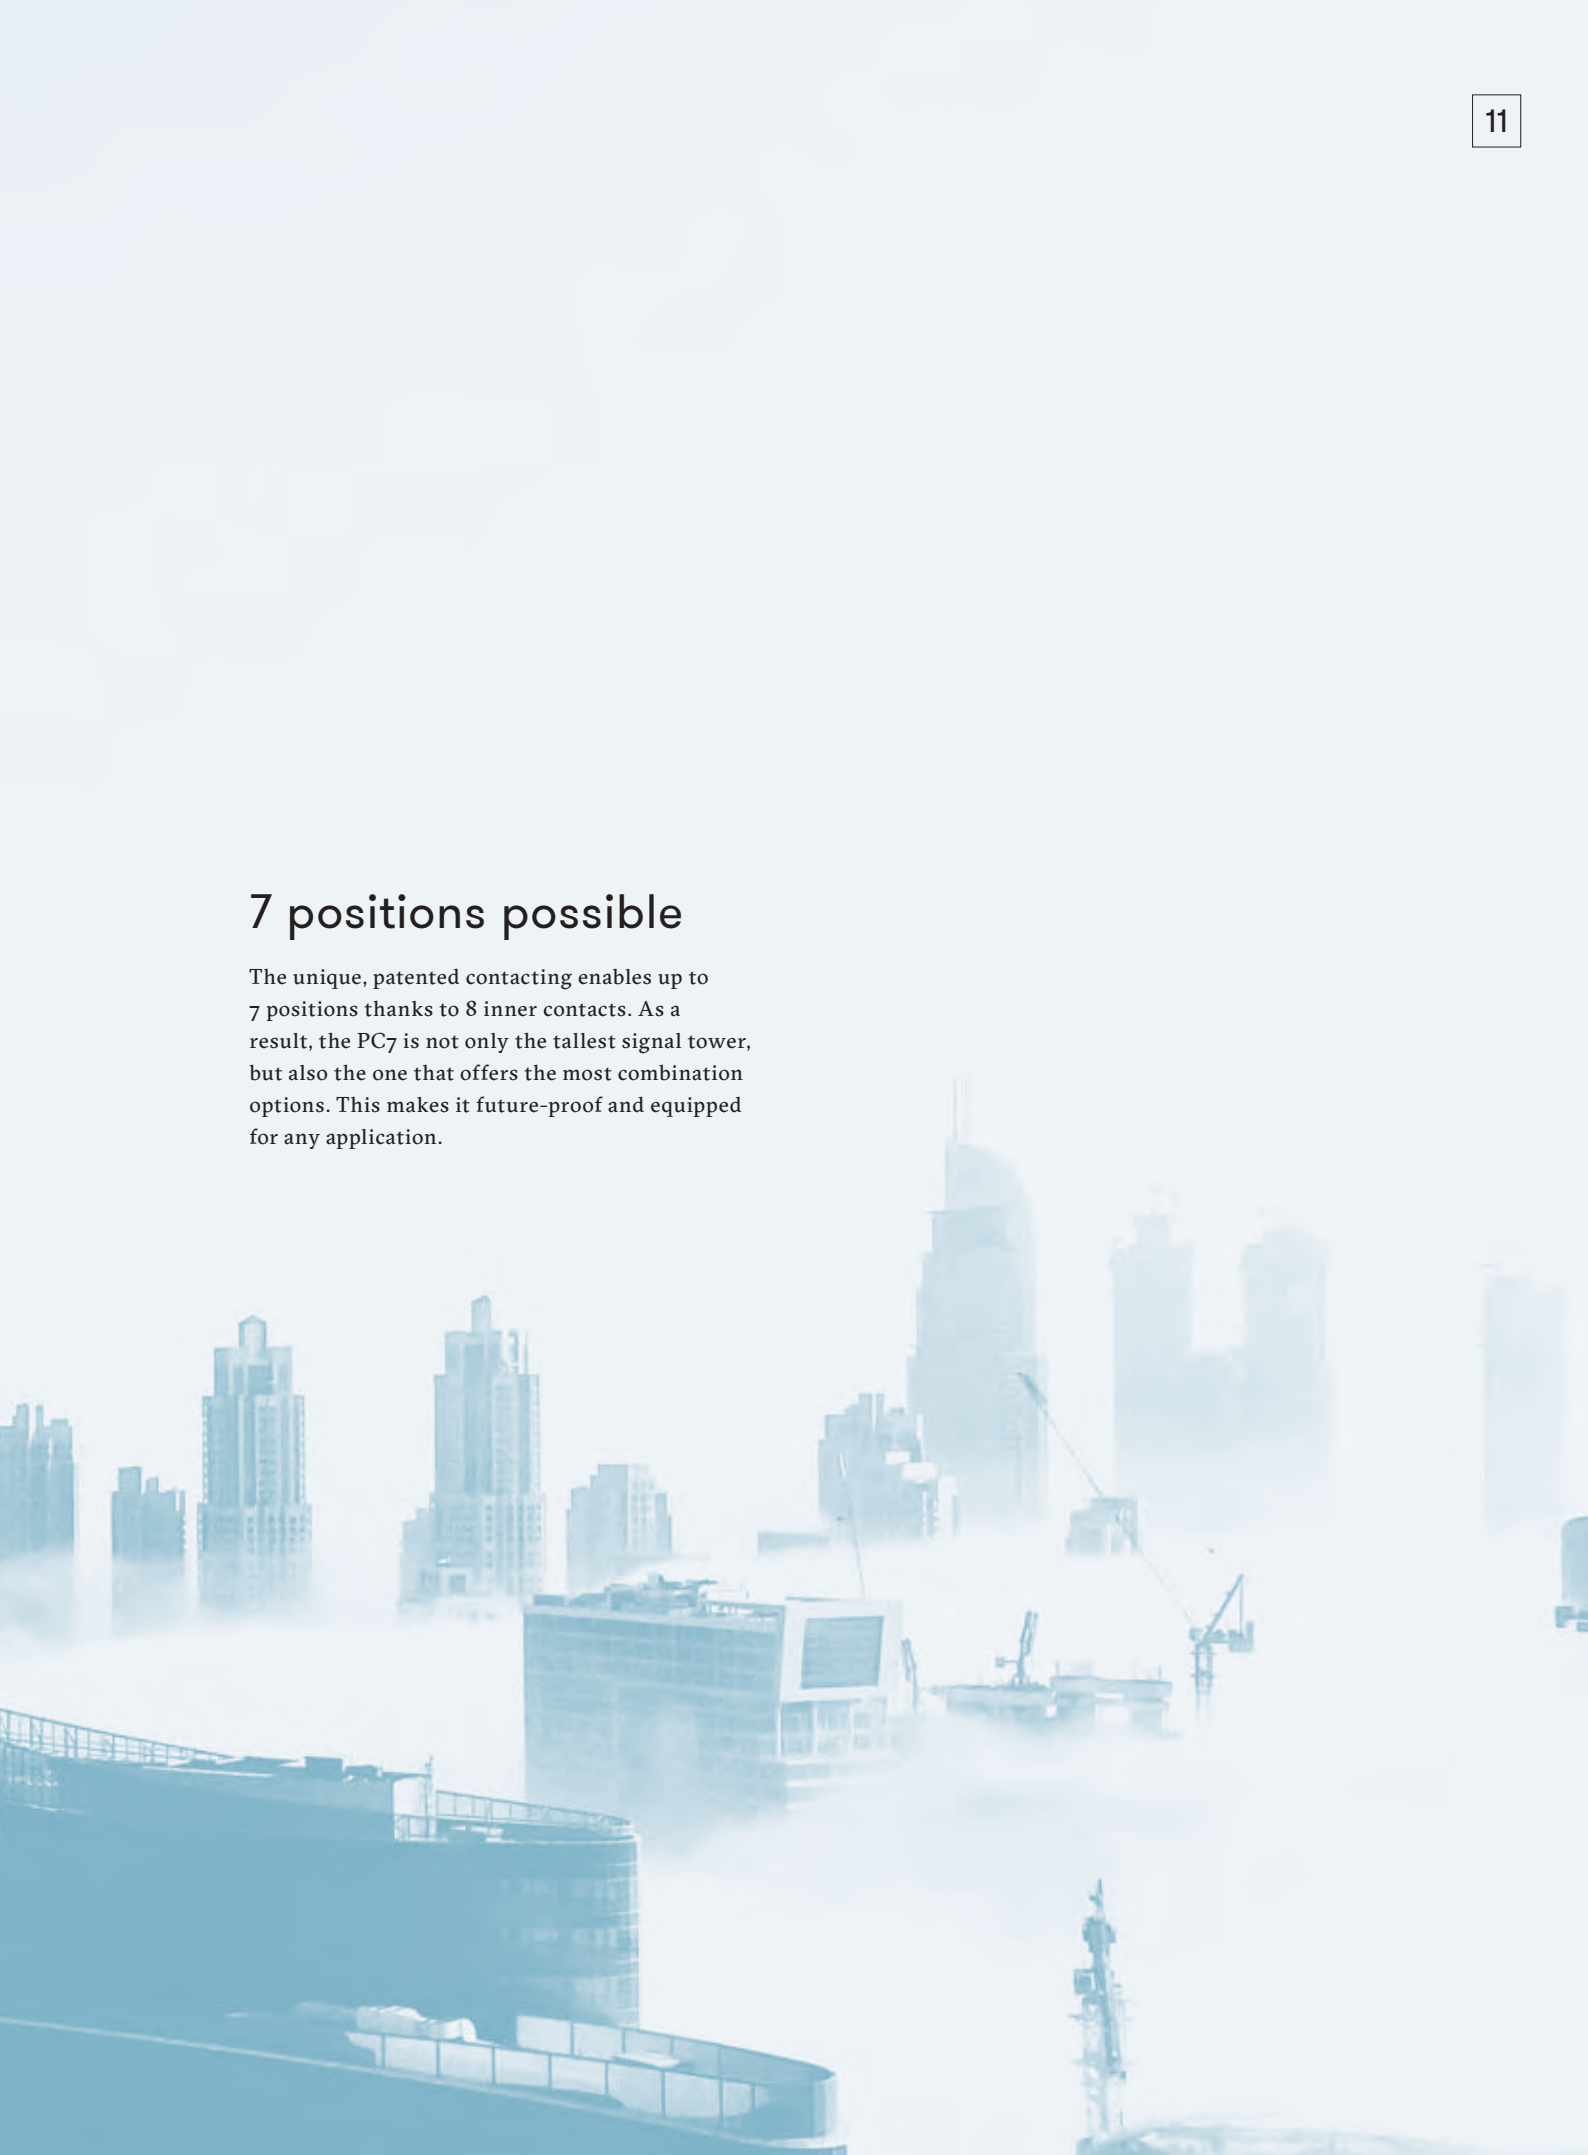 11
7 positions possible
The unique, patented contacting enables up to
7 positions thanks to 8 inner contacts. As a
result, the PC7 is not only the tallest signal tower,
but also the one that offers the most combination
options. This makes it future-proof and equipped
for any application.